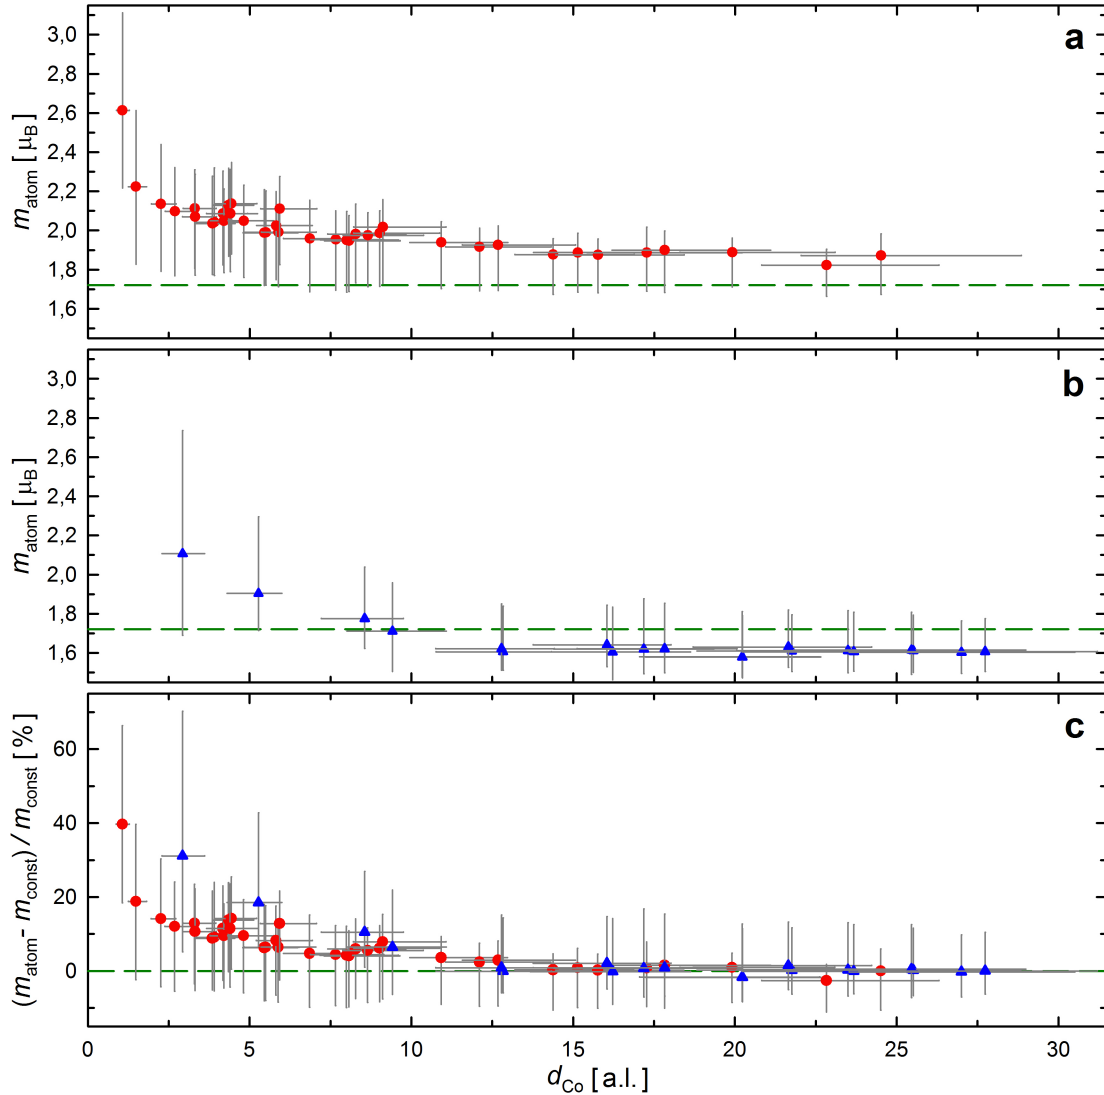 a
3,0
2,8
2,6
2,4
2,2
2,0
1,8
1,6
m_atom [ μ_B ]
b
3,0
2,8
2,6
2,4
2,2
2,0
1,8
1,6
m_atom [ μ_B ]
c
60
40
20
0
(m_atom - m_const) / m_const [ % ]
0 5 10 15 20 25 30
d_Co [ a.l. ]